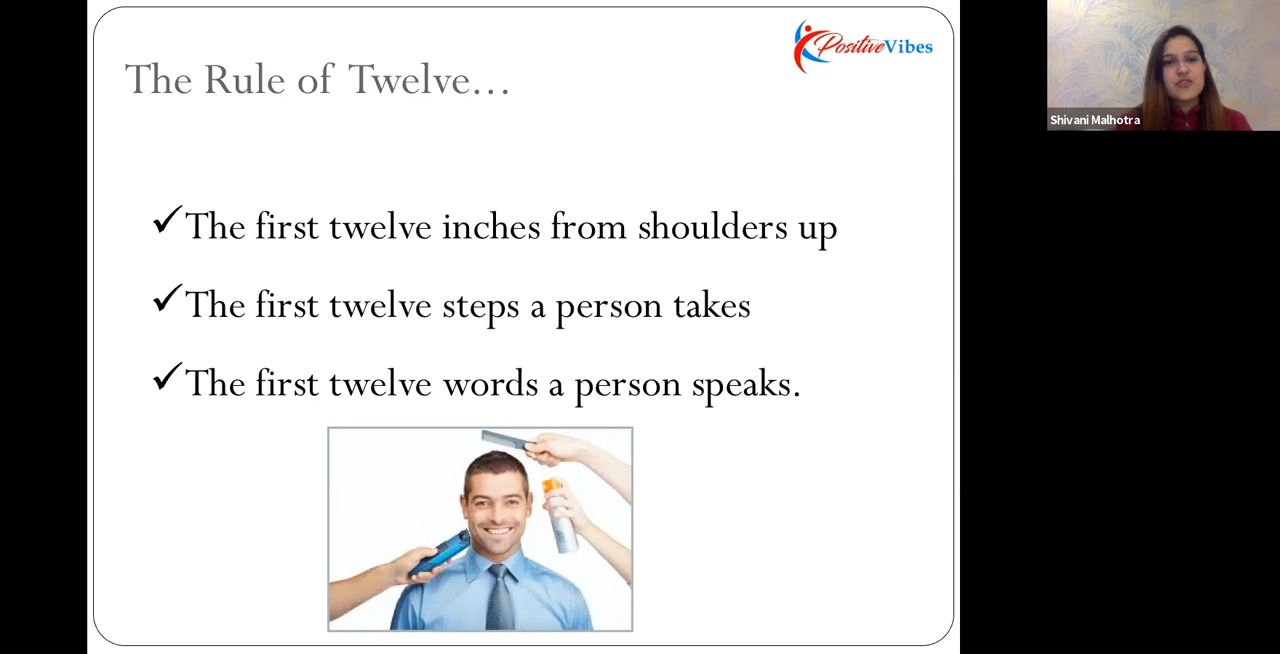 PositiveVibes
The Rule of Twelve...
The first twelve inches from shoulders up
The first twelve steps a person takes
The first twelve words a person speaks.
Shivani Malhotra